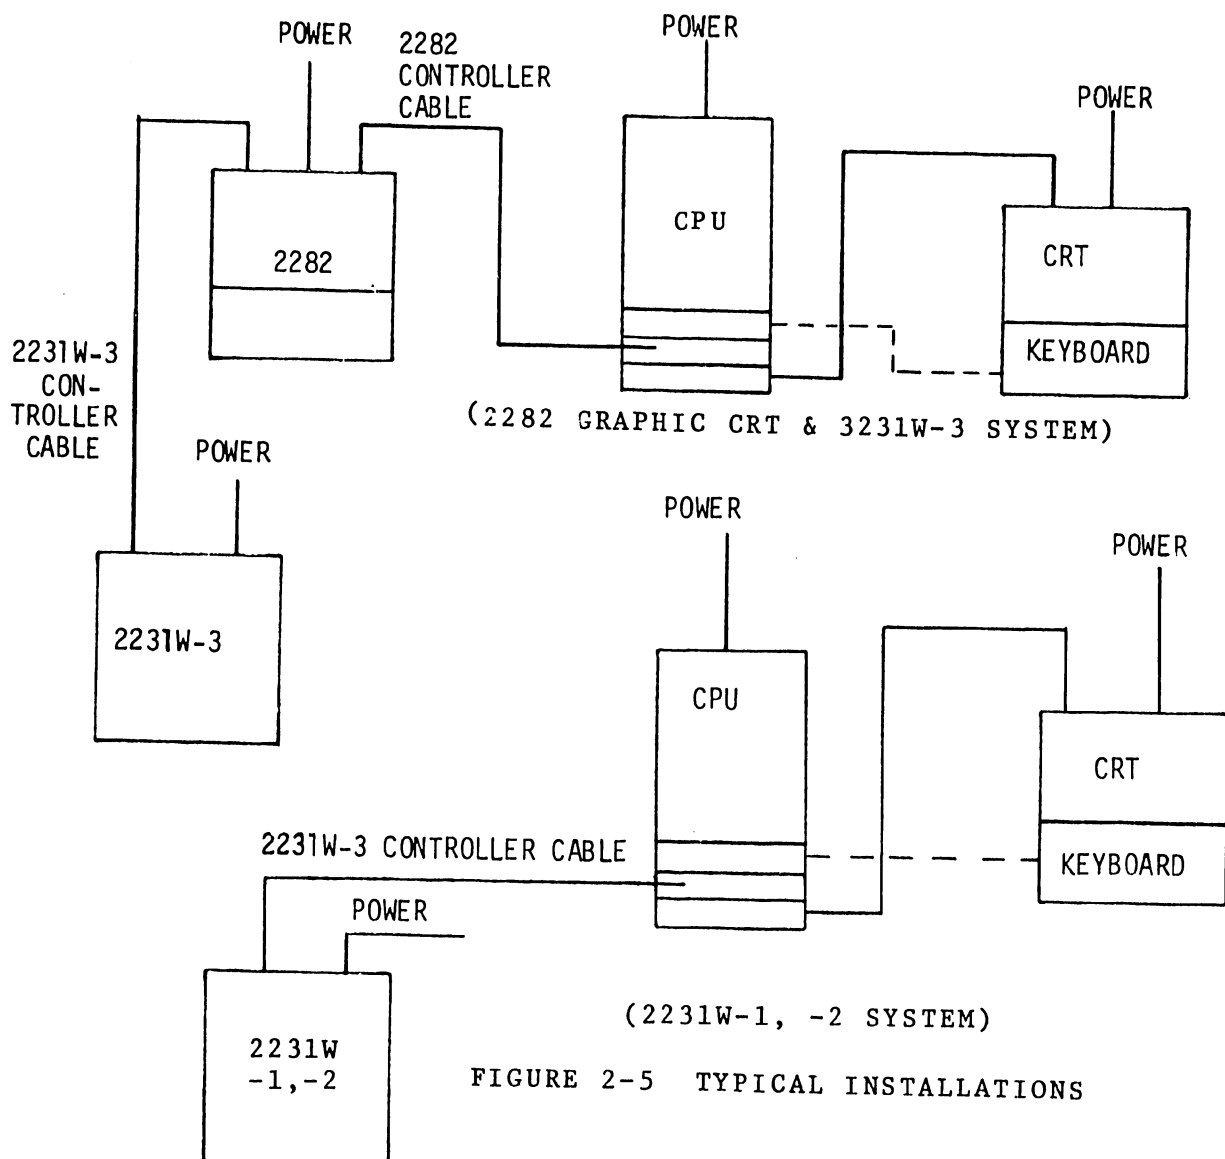 POWER
2282
CONTROLLER
CABLE
POWER
POWER
2282
CPU
CRT
KEYBOARD
2231W-3
CON-
TROLLER
CABLE
(2282 GRAPHIC CRT & 3231W-3 SYSTEM)
POWER
2231W-3
POWER
POWER
CPU
CRT
KEYBOARD
2231W-3 CONTROLLER CABLE
POWER
2231W
-1,-2
(2231W-1, -2 SYSTEM)
FIGURE 2-5 TYPICAL INSTALLATIONS